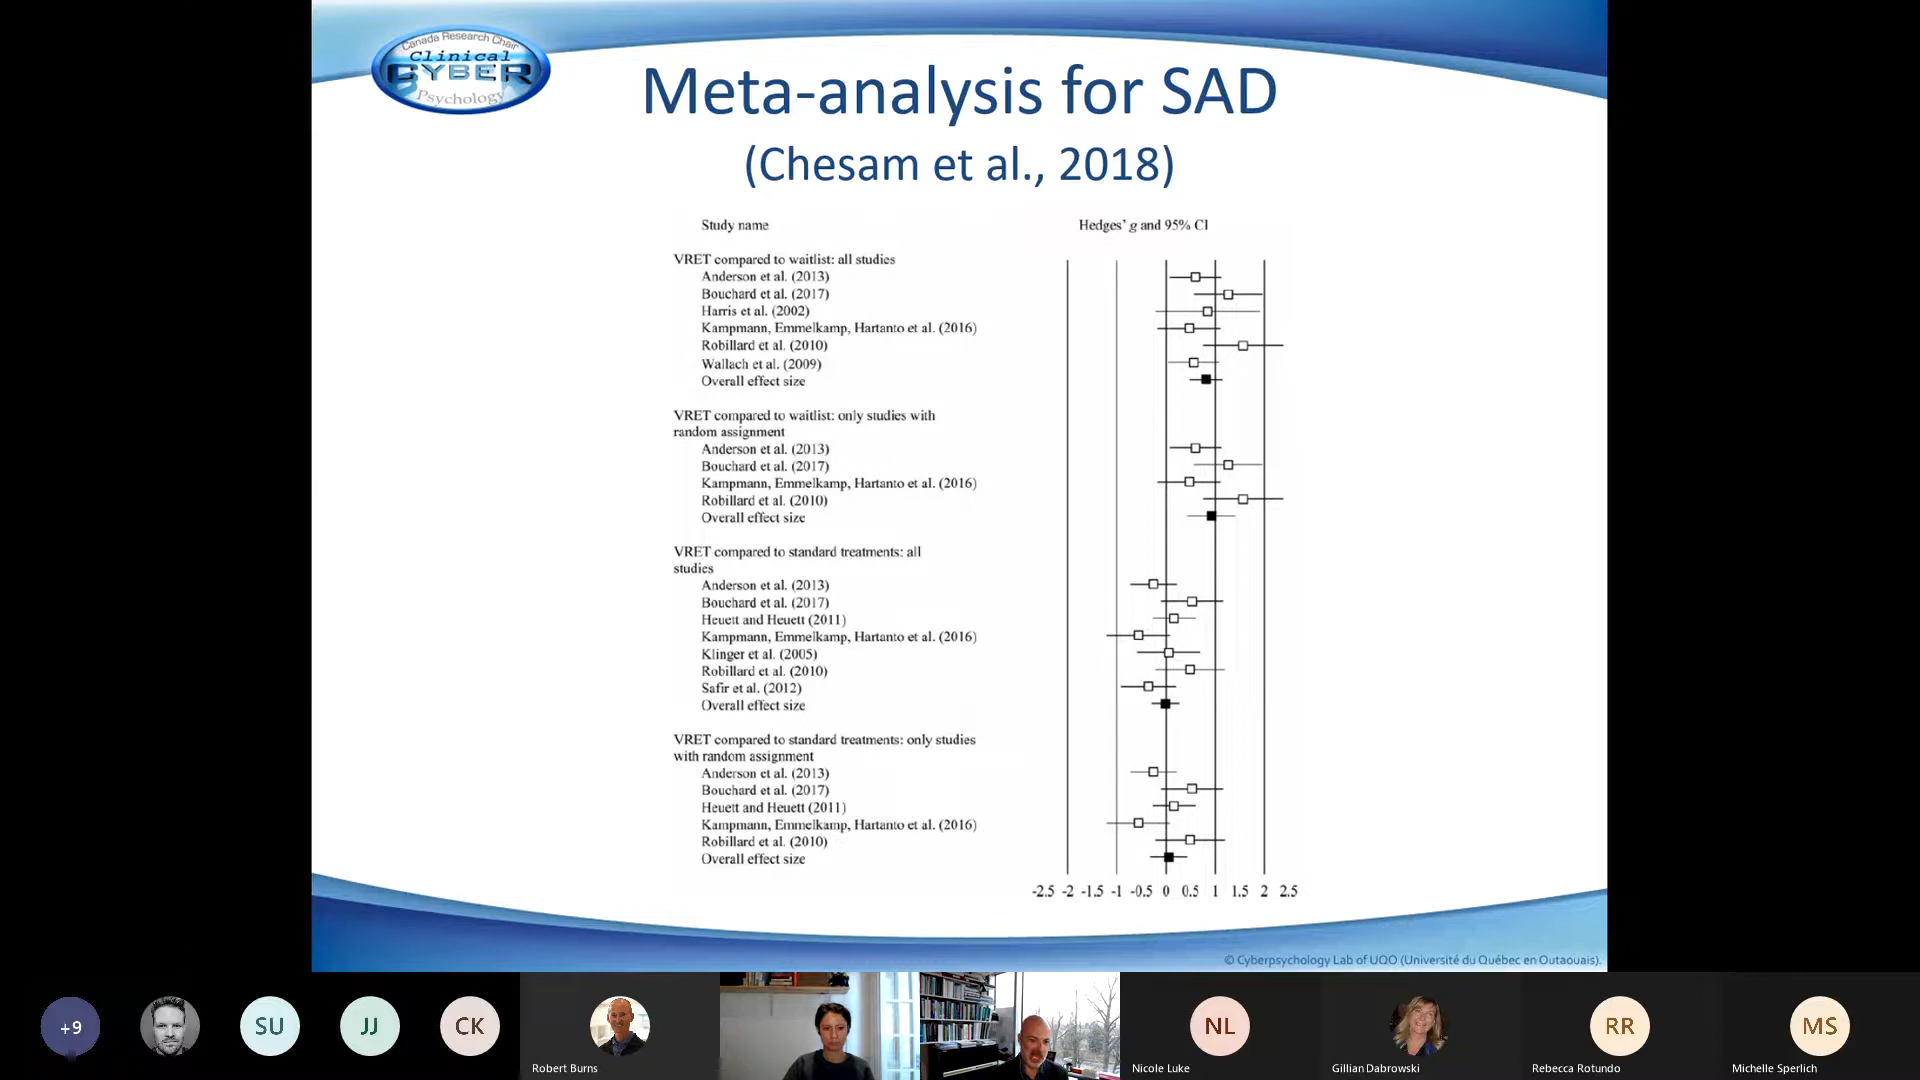 Canada Research Chair
Clinical
CYBER
Psychology
Meta-analysis for SAD
(Chesam et al., 2018)
Study name
Hedges’ g and 95% CI
VRET compared to waitlist: all studies
Anderson et al. (2013)
Bouchard et al. (2017)
Harris et al. (2002)
Kampmann, Emmelkamp, Hartanto et al. (2016)
Robillard et al. (2010)
Wallach et al. (2009)
Overall effect size
VRET compared to waitlist: only studies with
random assignment
Anderson et al. (2013)
Bouchard et al. (2017)
Kampmann, Emmelkamp, Hartanto et al. (2016)
Robillard et al. (2010)
Overall effect size
VRET compared to standard treatments: all
studies
Anderson et al. (2013)
Bouchard et al. (2017)
Heuett and Heuett (2011)
Kampmann, Emmelkamp, Hartanto et al. (2016)
Klinger et al. (2005)
Robillard et al. (2010)
Safir et al. (2012)
Overall effect size
VRET compared to standard treatments: only studies
with random assignment
Anderson et al. (2013)
Bouchard et al. (2017)
Heuett and Heuett (2011)
Kampmann, Emmelkamp, Hartanto et al. (2016)
Robillard et al. (2010)
Overall effect size
-2.5 -2 -1.5 -1 -0.5 0 0.5 1 1.5 2 2.5
© Cyberpsychology Lab of UQO (Université du Québec en Outaouais).
+9
SU
JJ
CK
Robert Burns
NL
Nicole Luke
Gillian Dabrowski
RR
Rebecca Rotundo
MS
Michelle Sperlich